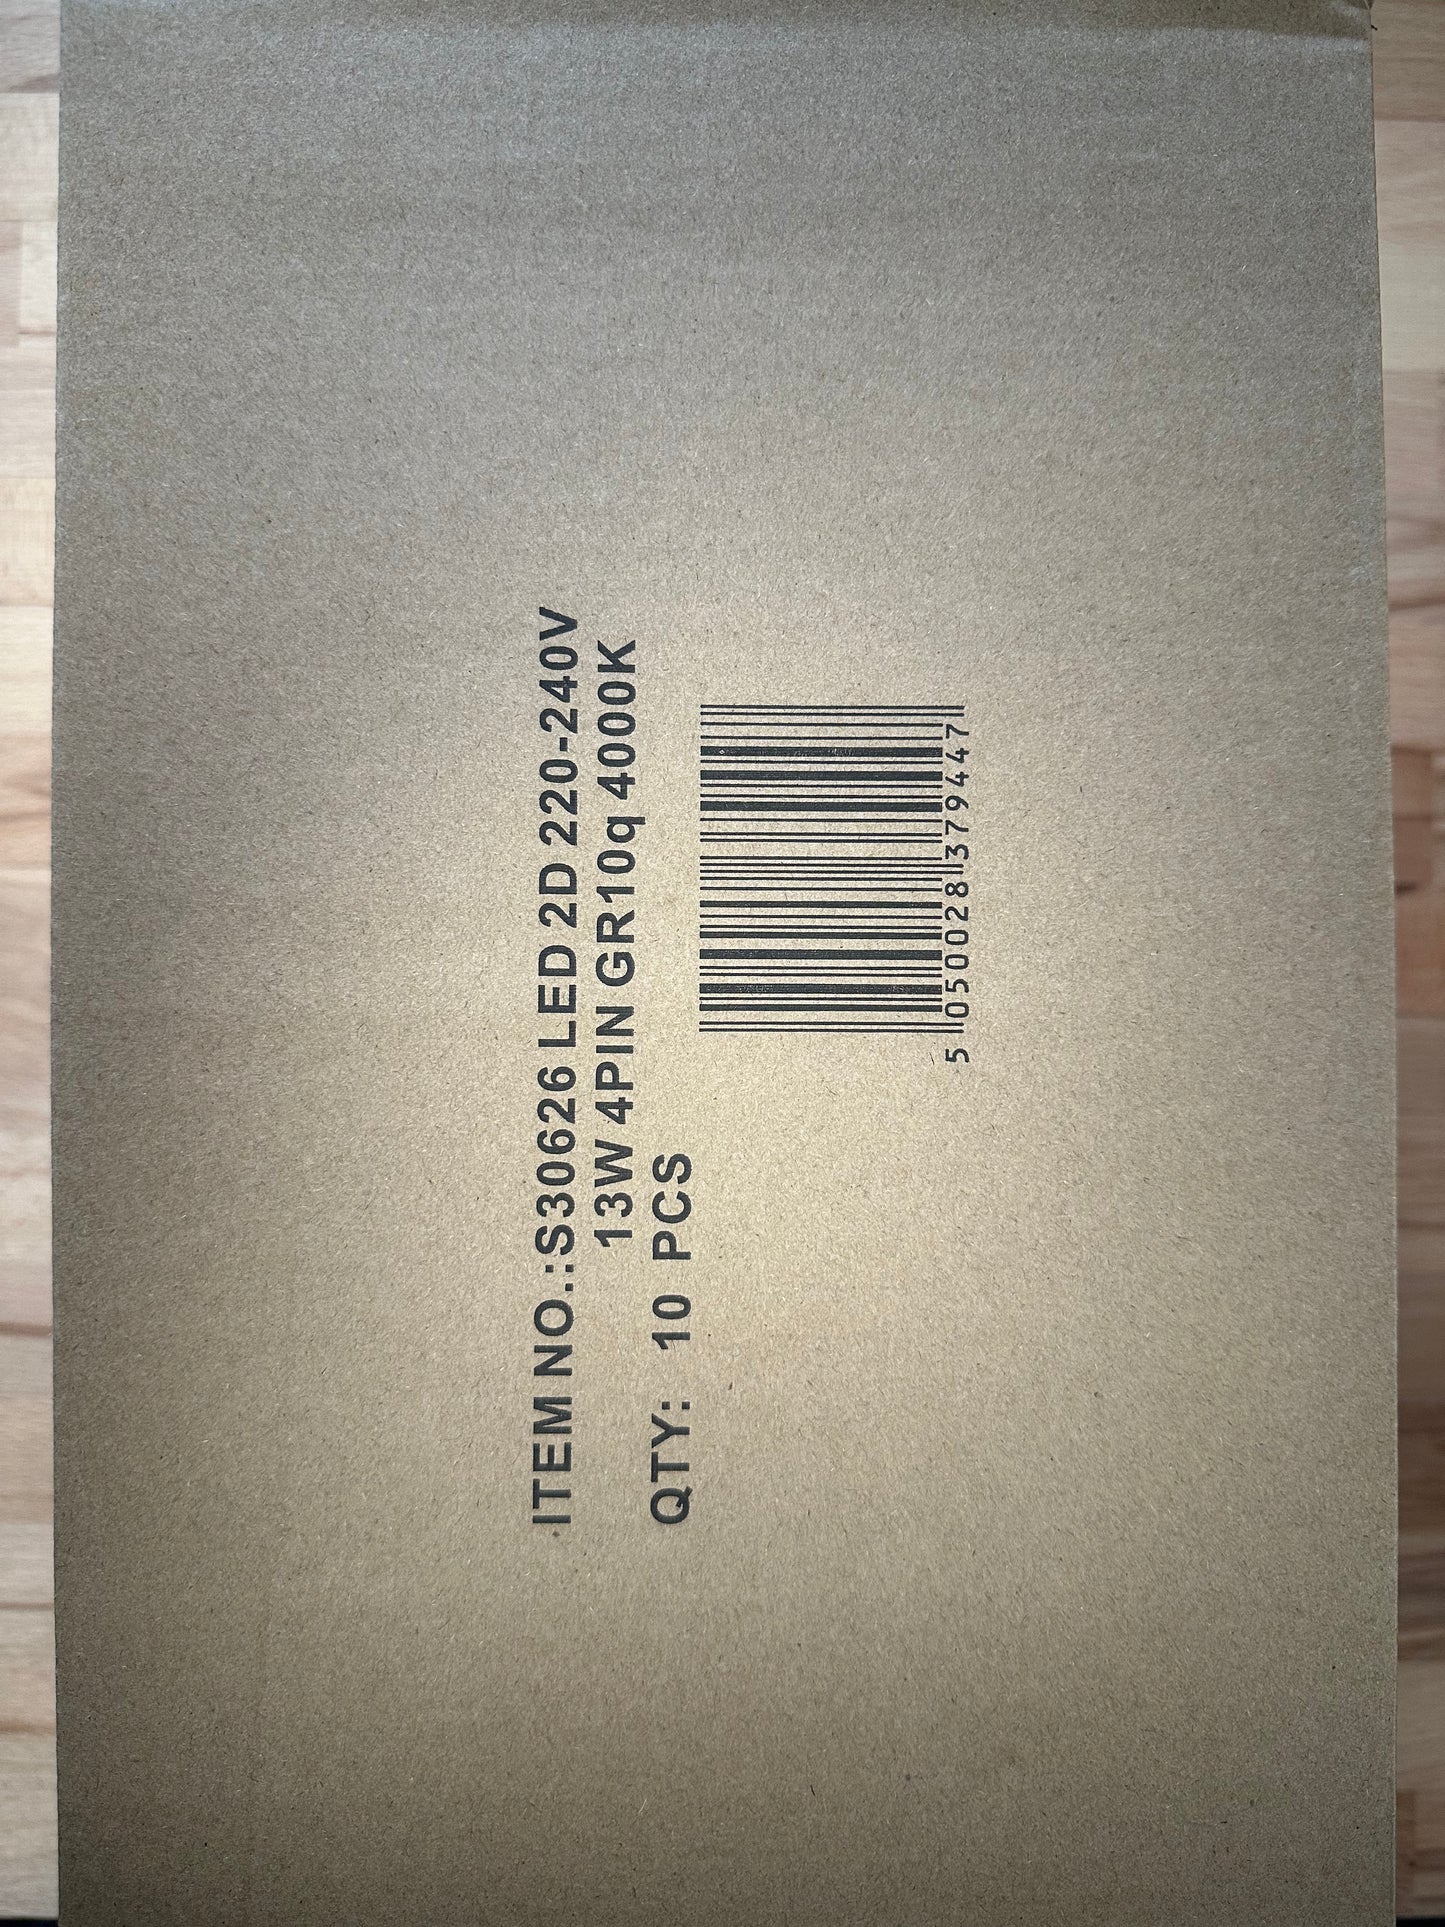 ITEM NO.:S30626 LED 2D 220-240V
13W 4PIN GR10q 4000K
QTY: 10 PCS
5 050028 379447